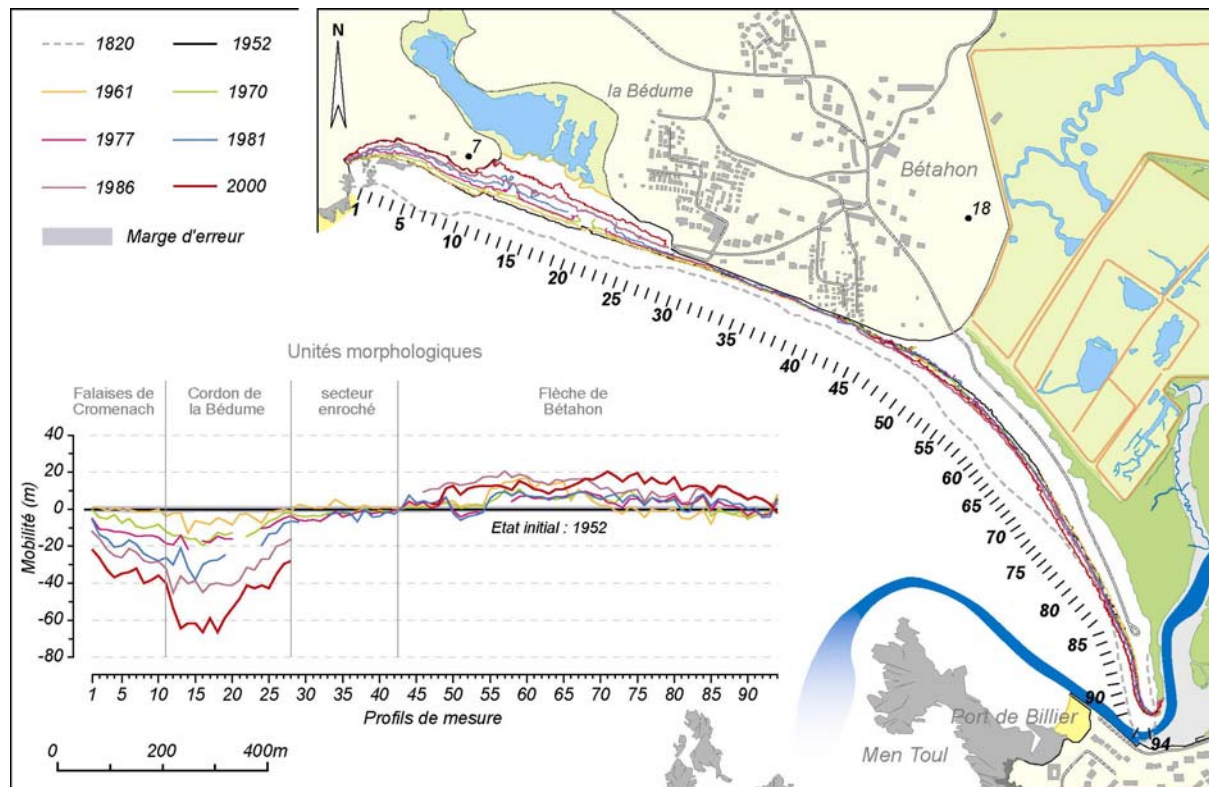 1820
1952
1961
1970
1977
1981
1986
2000
Marge d'erreur
N
la Bédume
7
Bétahon
18
1
5
10
15
20
25
30
35
40
45
50
55
60
65
70
75
80
85
90
94
Port de Billier
Men Toul
Unités morphologiques
Falaises de
Cromenach
Cordon de
la Bédume
secteur
enroché
Flèche de
Bétahon
40
20
0
-20
-40
-60
-80
Mobilité (m)
Etat initial : 1952
1 5 10 15 20 25 30 35 40 45 50 55 60 65 70 75 80 85 90
Profils de mesure
0 200 400m